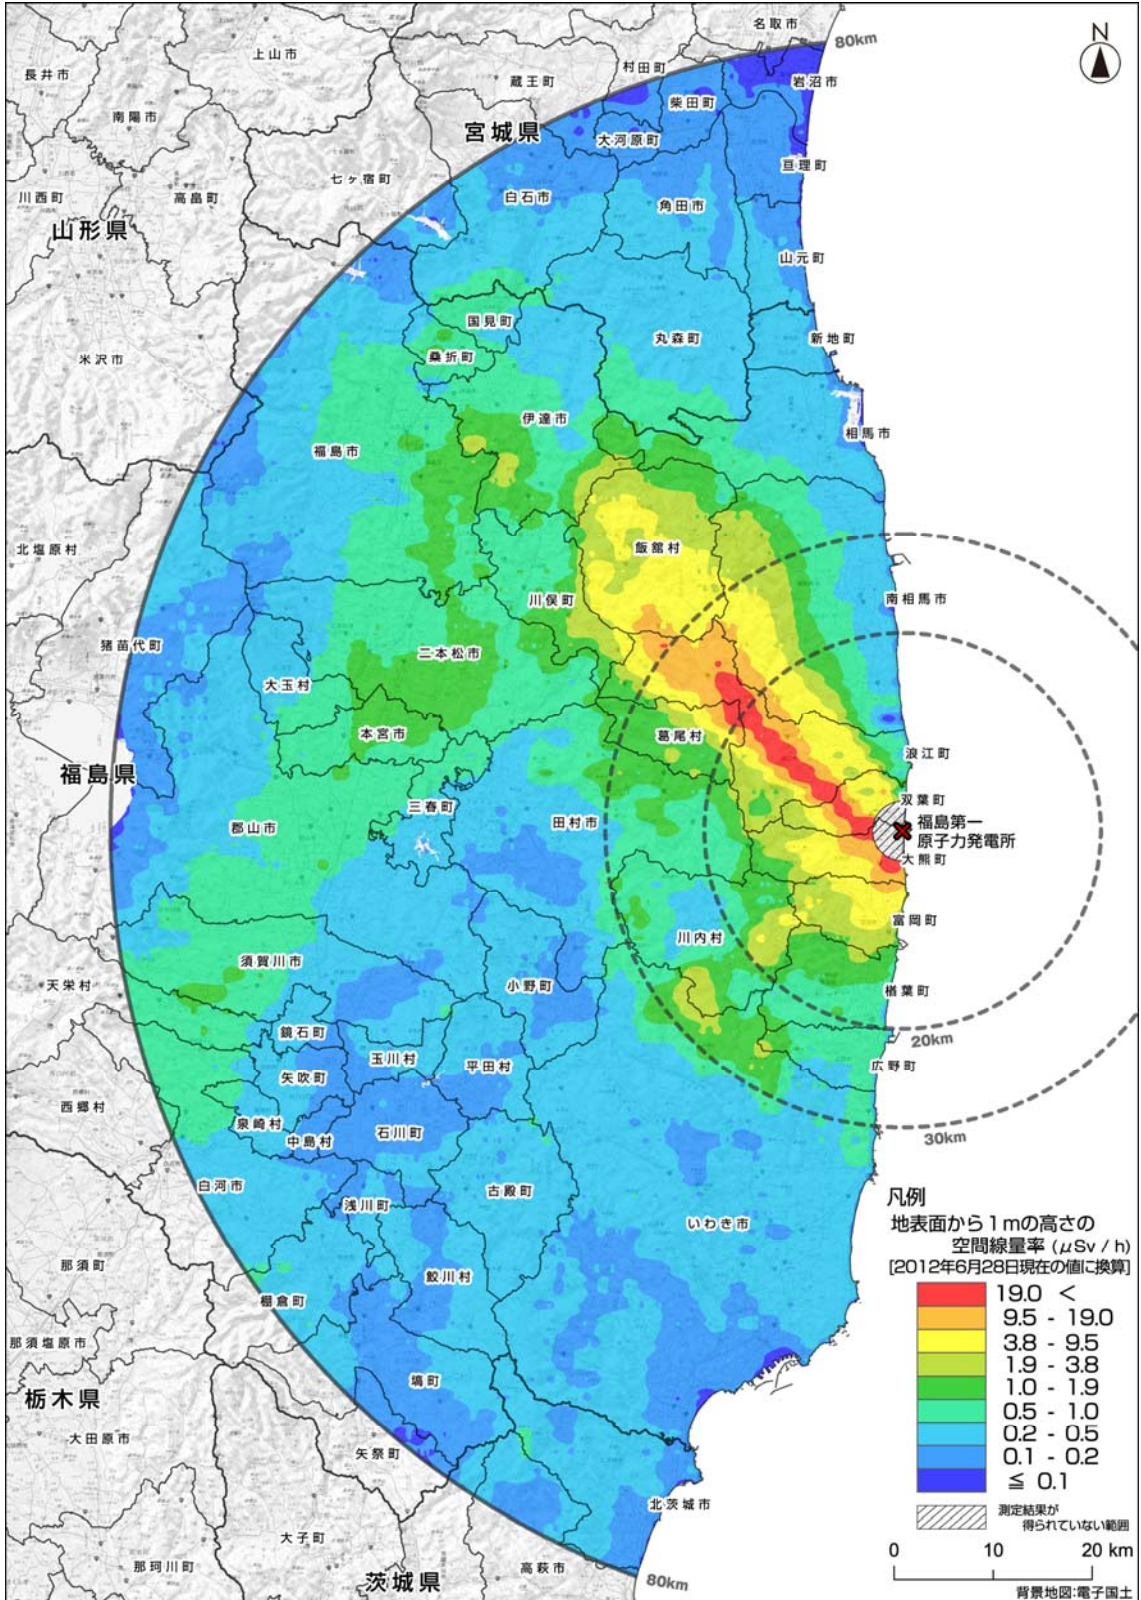 名取市
80km
N
上山市
村田町
長井市
蔵王町
岩沼市
柴田町
南陽市
宮城県
大河原町
亘理町
七ヶ宿町
川西町
高畠町
白石市
角田市
山形県
山元町
国見町
丸森町
新地町
米沢市
桑折町
伊達市
相馬市
福島市
北塩原村
飯舘村
川俣町
南相馬市
猪苗代町
二本松市
大玉村
本宮市
葛尾村
浪江町
福島県
双葉町
三春町
郡山市
田村市
福島第一
原子力発電所
大熊町
富岡町
川内村
須賀川市
天栄村
小野町
楢葉町
鏡石町
20km
玉川村
平田村
広野町
矢吹町
西郷村
泉崎村
中島村
石川町
30km
白河市
古殿町
浅川町
いわき市
那須町
鮫川村
棚倉町
那須塩原市
塙町
栃木県
大田原市
矢祭町
北茨城市
大子町
那珂川町
高萩市
茨城県
80km
凡例
地表面から1mの高さの
空間線量率 (μSv / h)
[2012年6月28日現在の値に換算]
19.0 <
9.5 - 19.0
3.8 - 9.5
1.9 - 3.8
1.0 - 1.9
0.5 - 1.0
0.2 - 0.5
0.1 - 0.2
≦ 0.1
測定結果が
得られていない範囲
0 10 20 km
背景地図:電子国土